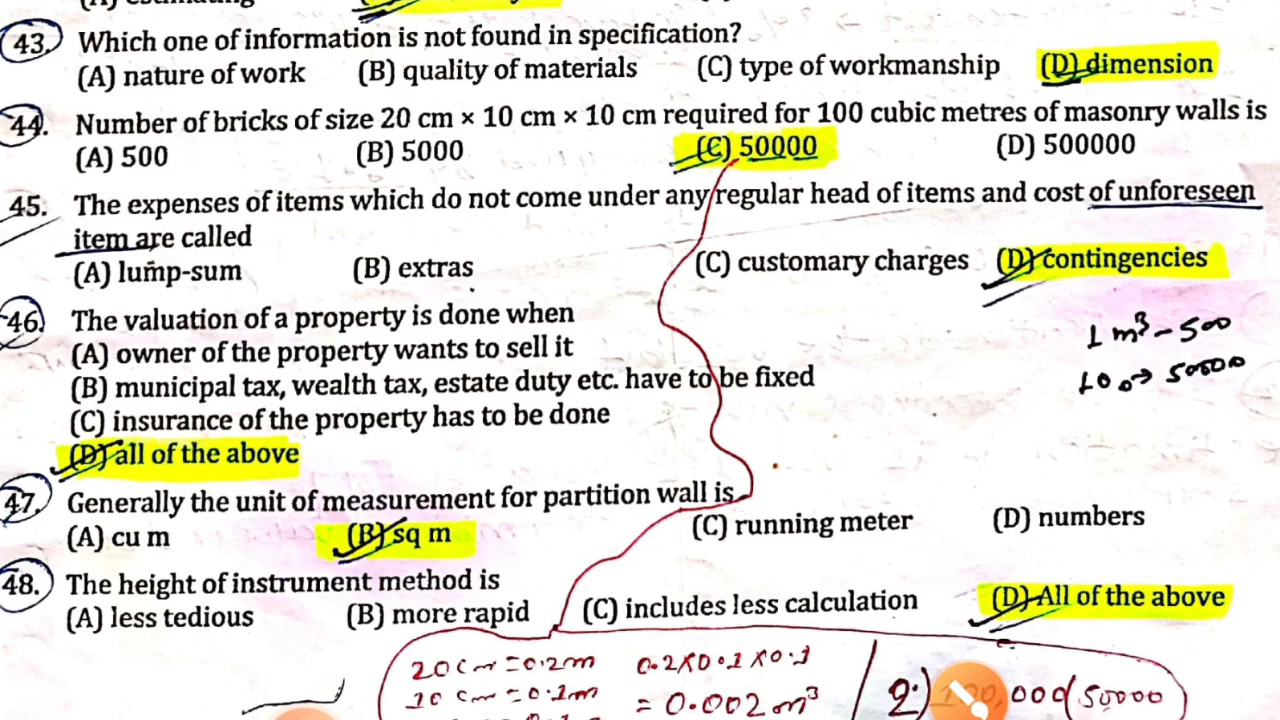 43. Which one of information is not found in specification?
(A) nature of work (B) quality of materials (C) type of workmanship (D) dimension
44. Number of bricks of size 20 cm × 10 cm × 10 cm required for 100 cubic metres of masonry walls is
(A) 500 (B) 5000 (C) 50000 (D) 500000
45. The expenses of items which do not come under any regular head of items and cost of unforeseen
item are called
(A) lump-sum (B) extras (C) customary charges (D) contingencies
46. The valuation of a property is done when
(A) owner of the property wants to sell it
1 m³ - 500
(B) municipal tax, wealth tax, estate duty etc. have to be fixed
100 → 50000
(C) insurance of the property has to be done
(D) all of the above
47. Generally the unit of measurement for partition wall is
(A) cu m (B) sq m (C) running meter (D) numbers
48. The height of instrument method is
(A) less tedious (B) more rapid (C) includes less calculation (D) All of the above
20 cm = 0.2m 0.2×0.1×0.1
10 cm = 0.1m = 0.002 m³ 2) 000(50000